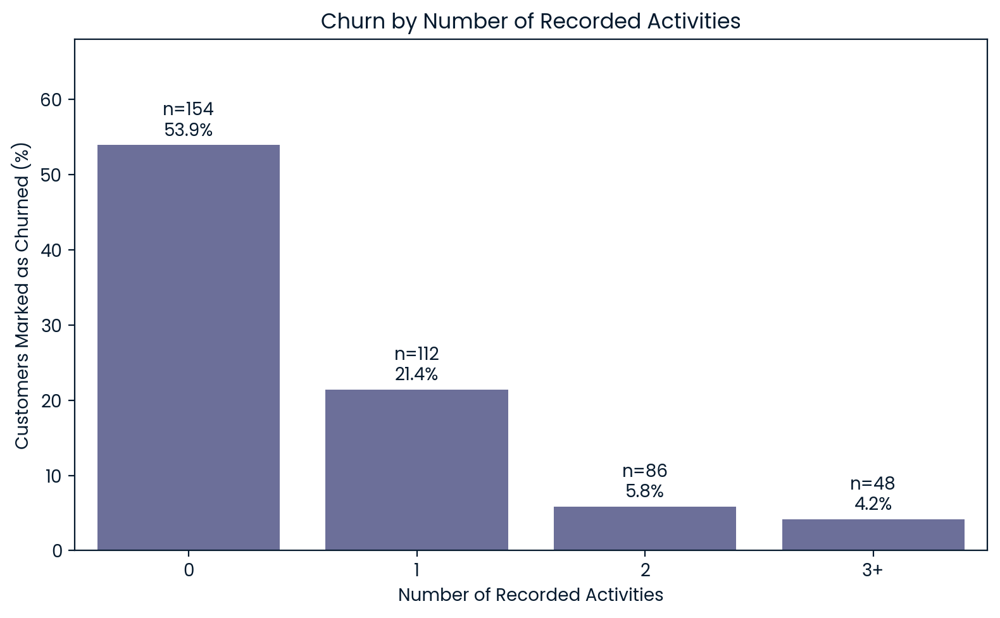 Churn by Number of Recorded Activities
Customers Marked as Churned (%)
60
50
40
30
20
10
0
n=154
53.9%
n=112
21.4%
n=86
5.8%
n=48
4.2%
0
1
2
3+
Number of Recorded Activities